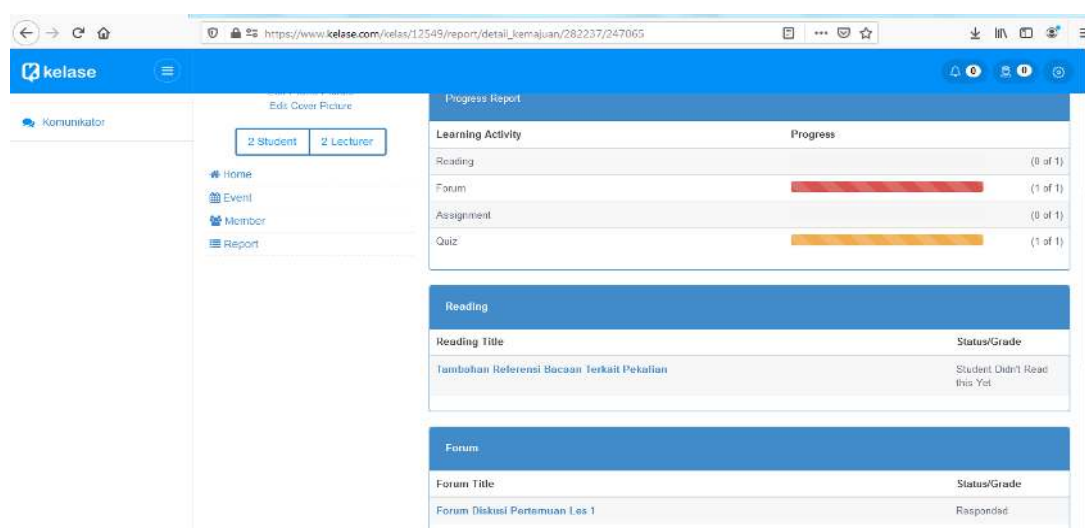 https://www.kelase.com/kelas/12549/report/detail_kemajuan/282237/247065
kelase
0
0
Komunikator
Edit Cover Picture
2 Student
2 Lecturer
Home
Event
Member
Report
Progress Report
Learning Activity Progress
Reading (0 of 1)
Forum (1 of 1)
Assignment (0 of 1)
Quiz (1 of 1)
Reading
Reading Title Status/Grade
Tambahan Referensi Bacaan Terkait Pekalian Student Didn't Read
this Yet
Forum
Forum Title Status/Grade
Forum Diskusi Pertemuan Les 1 Responded